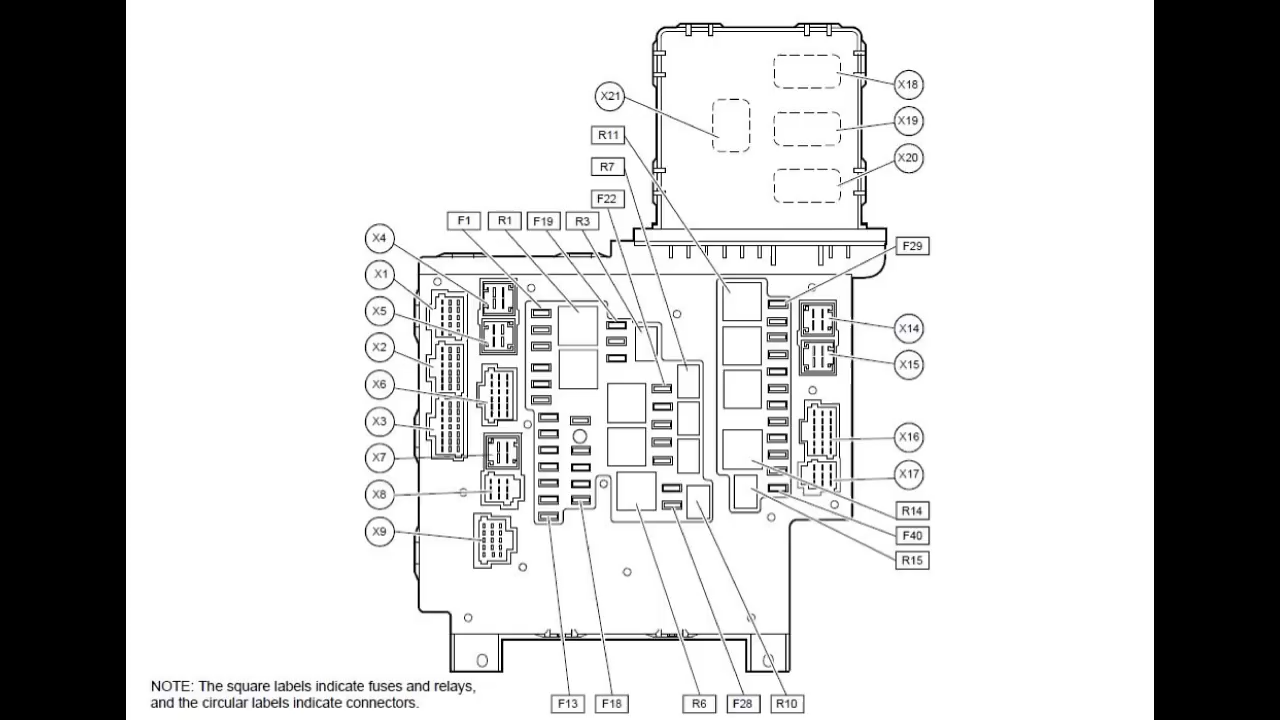 X18
X21
X19
R11
X20
R7
F22
F1
R1
F19
R3
X4
F29
X1
X5
X14
X2
X15
X6
X3
X16
X7
X17
X8
R14
X9
F40
R15
NOTE: The square labels indicate fuses and relays,
and the circular labels indicate connectors.
F13
F18
R6
F28
R10